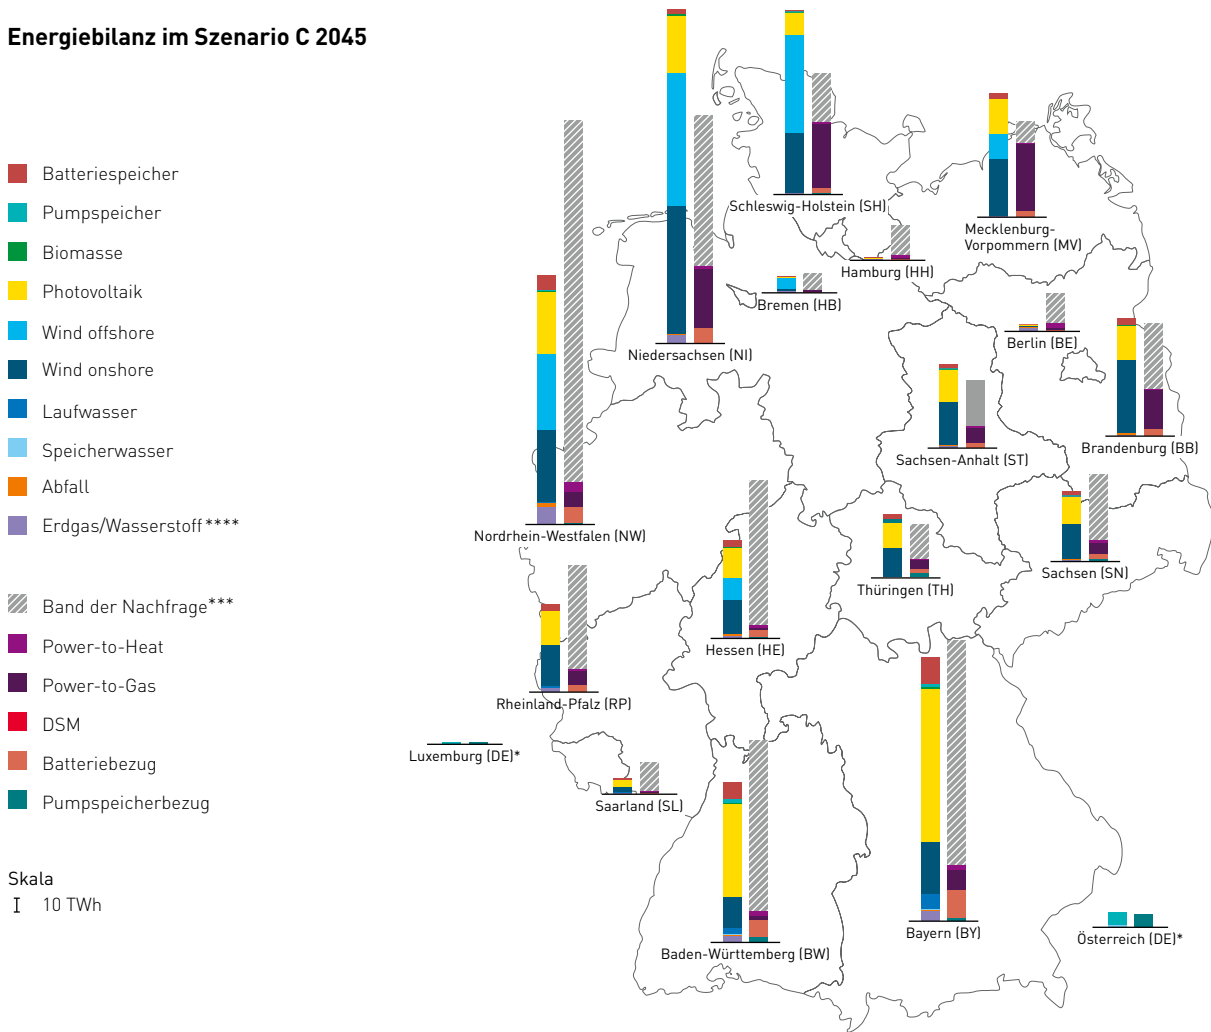 Energiebilanz im Szenario C 2045
Batteriespeicher
Pumpspeicher
Biomasse
Photovoltaik
Wind offshore
Wind onshore
Laufwasser
Speicherwasser
Abfall
Erdgas/Wasserstoff****
Band der Nachfrage***
Power-to-Heat
Power-to-Gas
DSM
Batteriebezug
Pumpspeicherbezug
Skala
10 TWh
Schleswig-Holstein (SH)
Mecklenburg-
Vorpommern (MV)
Hamburg (HH)
Bremen (HB)
Niedersachsen (NI)
Berlin (BE)
Brandenburg (BB)
Sachsen-Anhalt (ST)
Nordrhein-Westfalen (NW)
Sachsen (SN)
Thüringen (TH)
Hessen (HE)
Rheinland-Pfalz (RP)
Luxemburg (DE)*
Saarland (SL)
Bayern (BY)
Österreich (DE)*
Baden-Württemberg (BW)